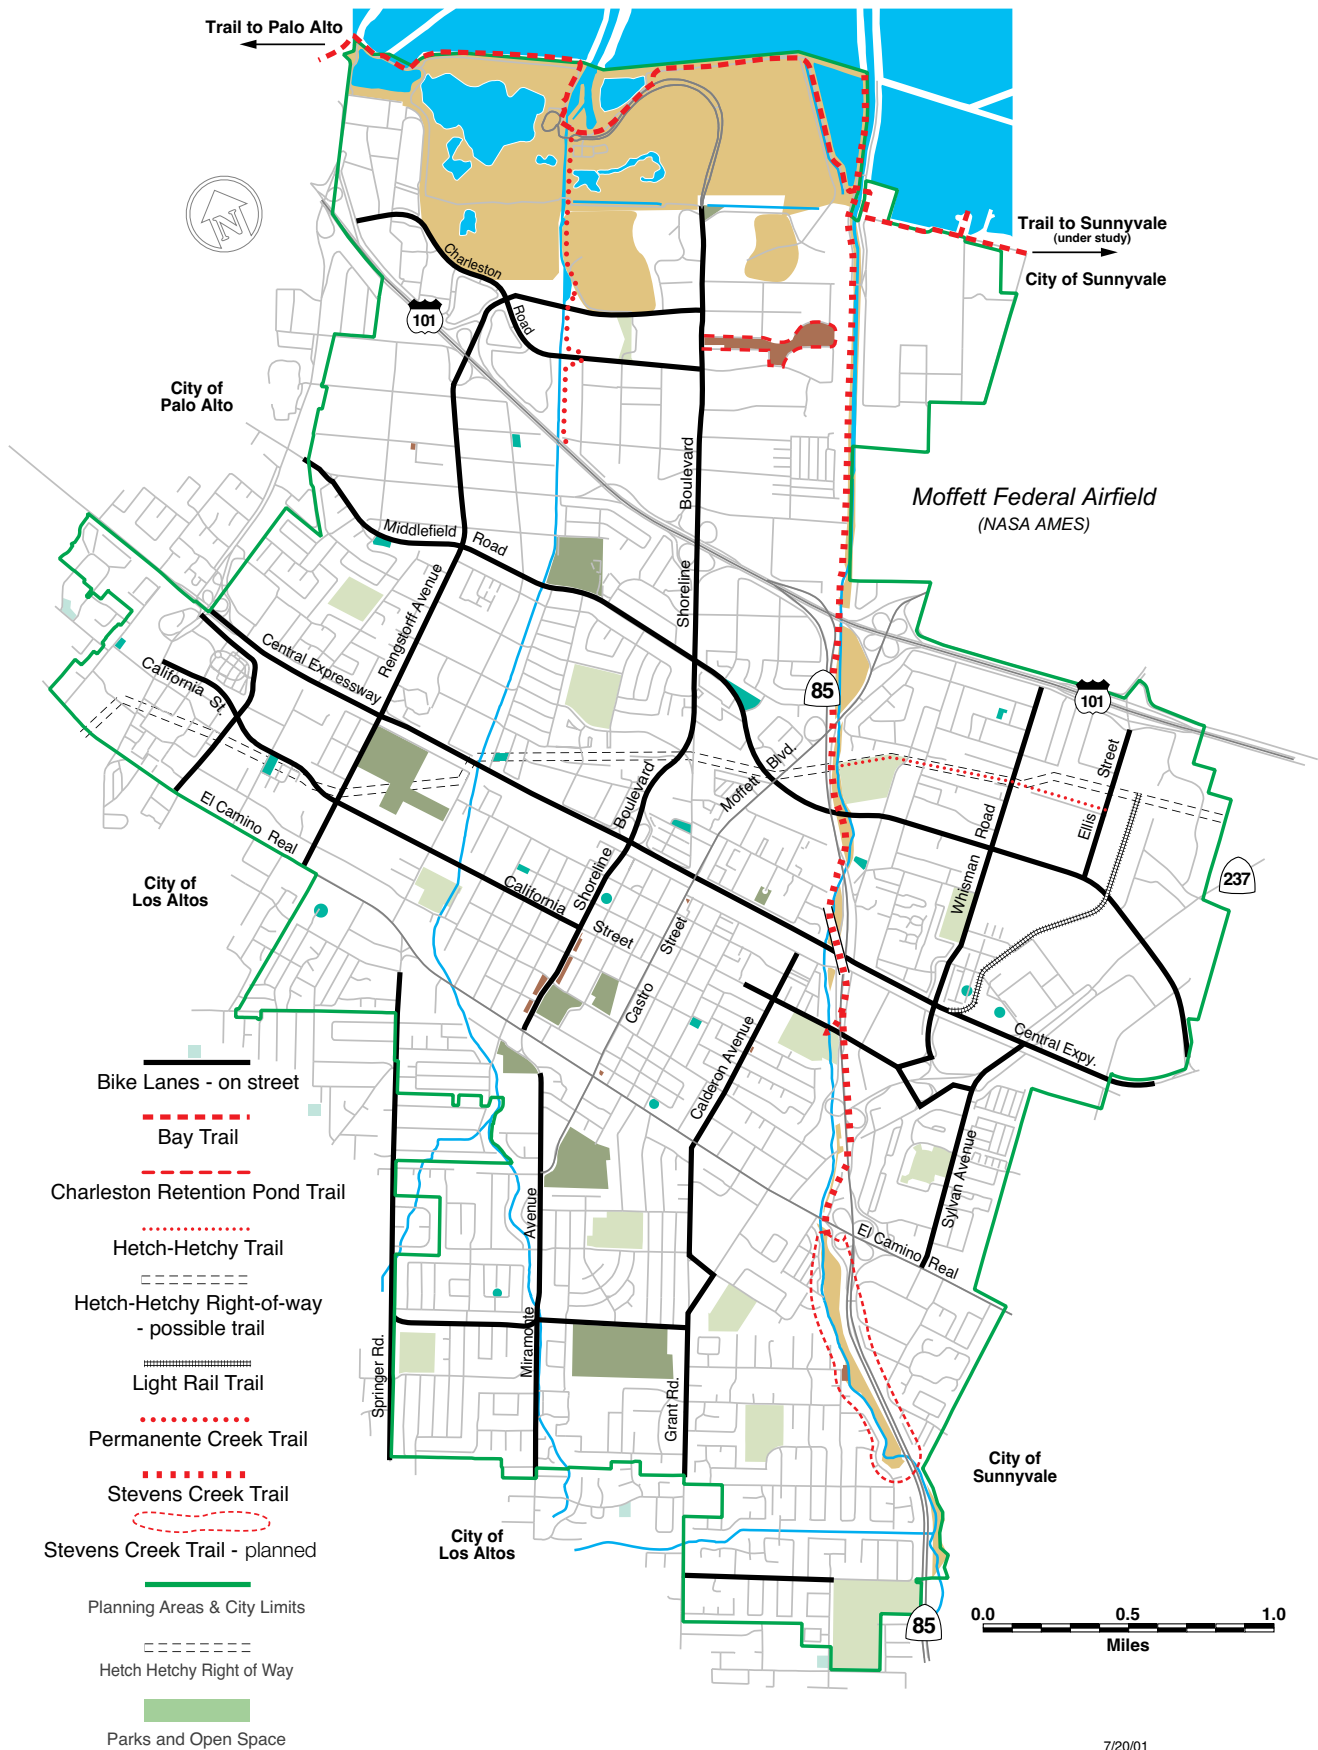 Trail to Palo Alto
N
Trail to Sunnyvale
(under study)
City of Sunnyvale
Charleston
Road
101
City of
Palo Alto
Boulevard
Moffett Federal Airfield
(NASA AMES)
Middlefield Road
Shoreline
Rengstorff Avenue
Central Expressway
California St.
85
101
Street
Moffett Blvd.
Boulevard
El Camino Real
Road
Ellis
237
City of
Los Altos
Shoreline
Whisman
California
Street
Street
Castro
Calderon Avenue
Central Expy.
Bike Lanes - on street
Bay Trail
Sylvan Avenue
Charleston Retention Pond Trail
Avenue
El Camino Real
Hetch-Hetchy Trail
Hetch-Hetchy Right-of-way
- possible trail
Miramonte
Springer Rd.
Light Rail Trail
Grant Rd.
Permanente Creek Trail
City of
Sunnyvale
Stevens Creek Trail
City of
Los Altos
Stevens Creek Trail - planned
Planning Areas & City Limits
85
0.0 0.5 1.0
Miles
Hetch Hetchy Right of Way
Parks and Open Space
7/20/01